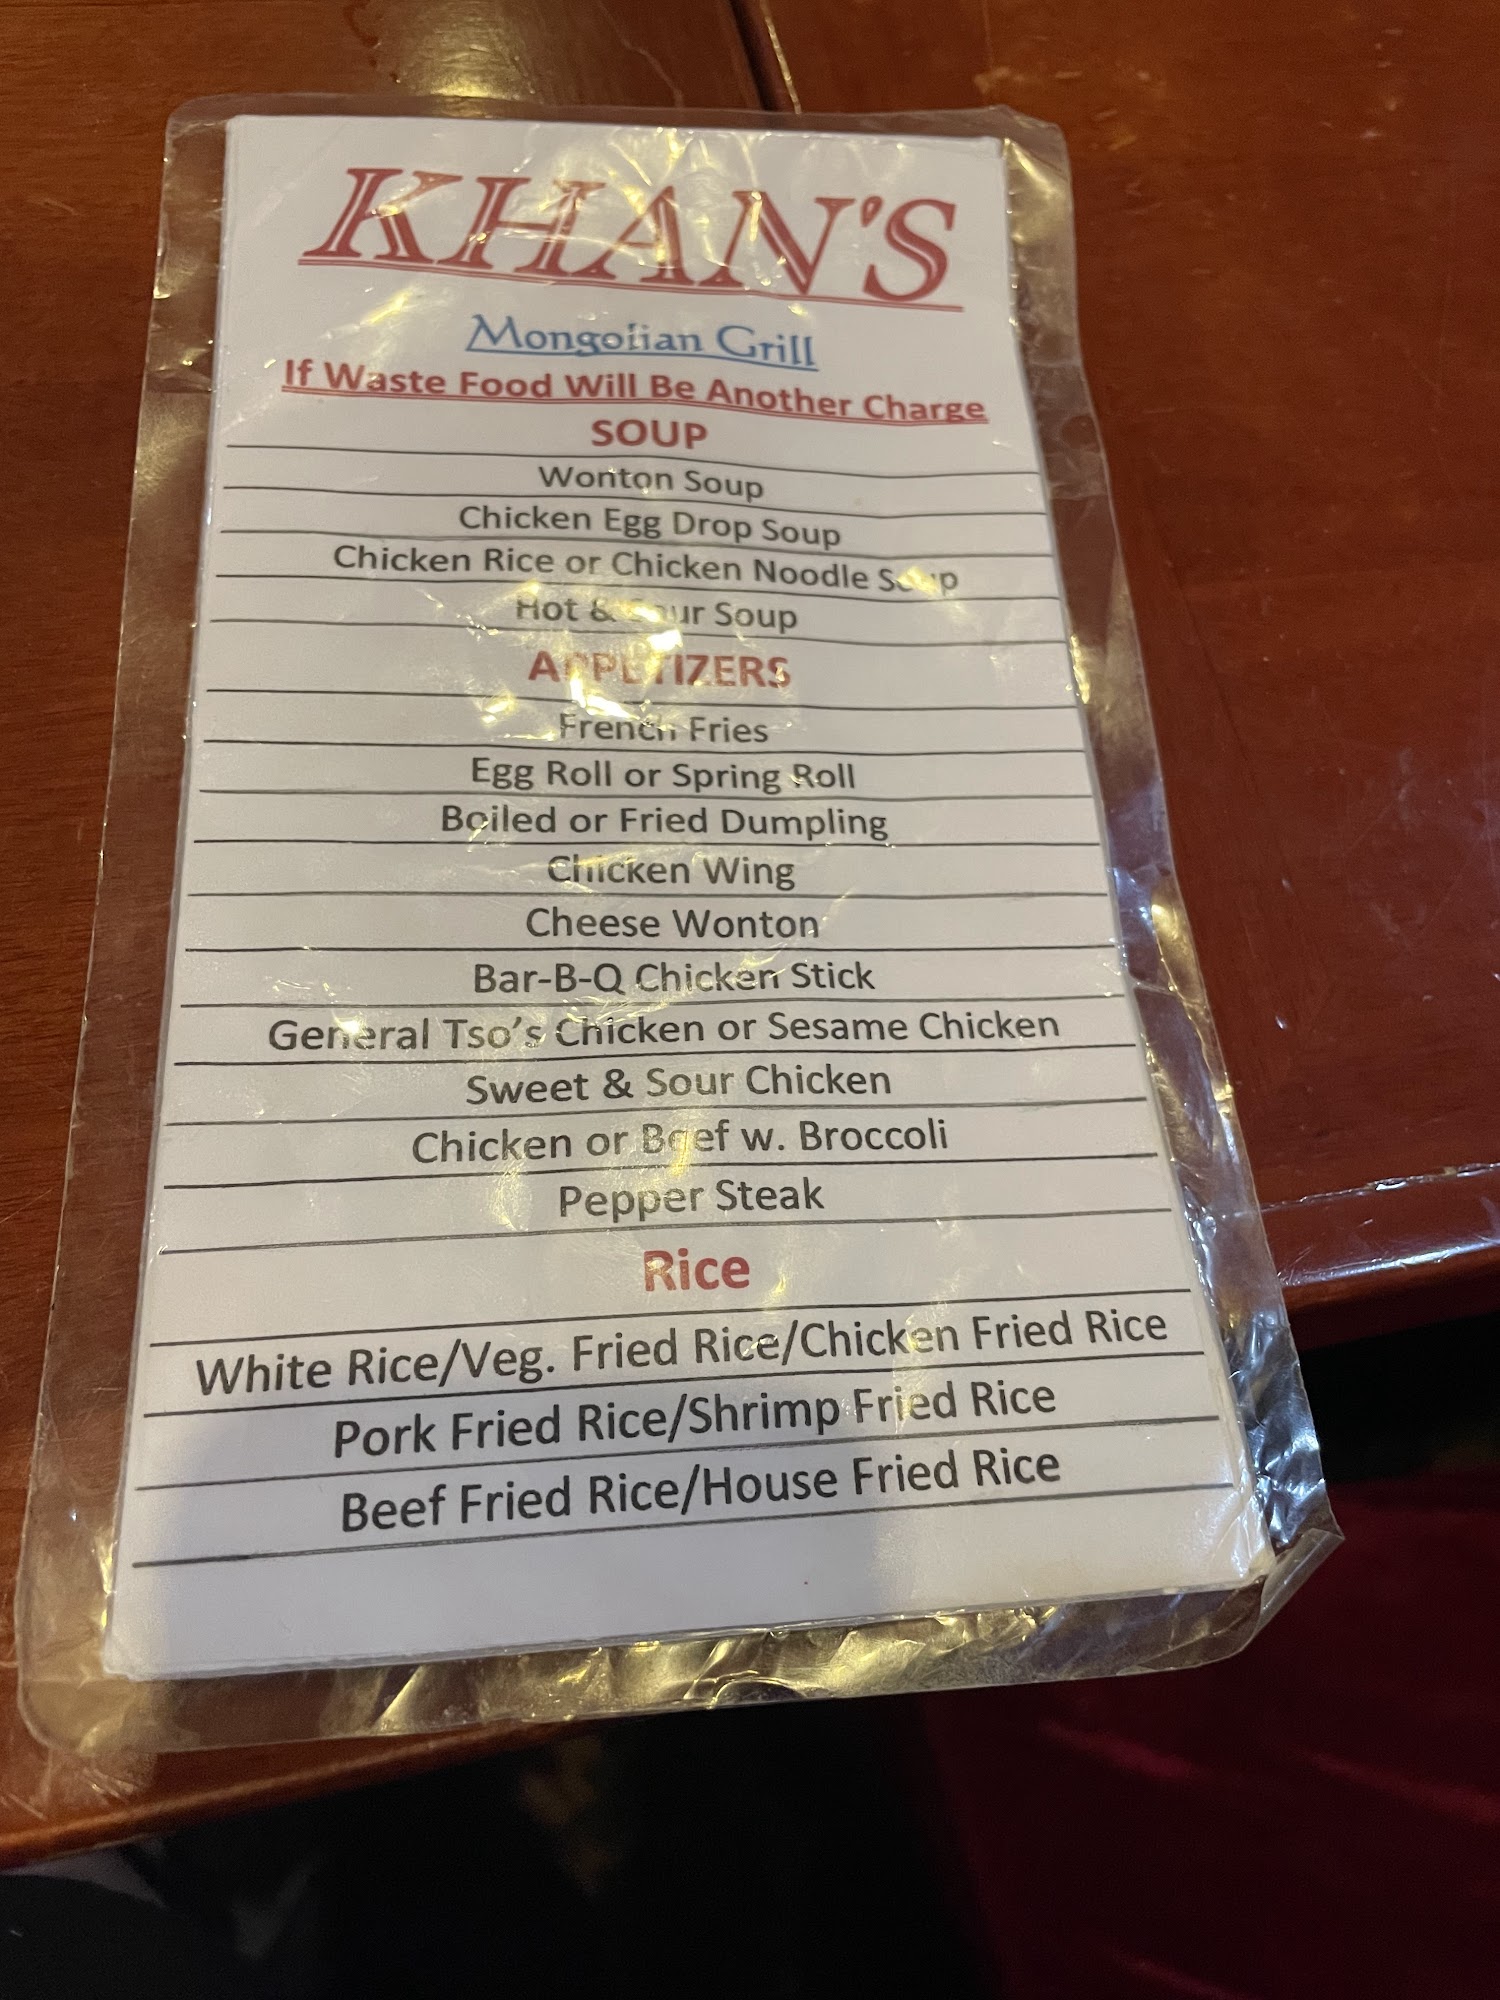 KHAN'S
Mongolian Grill
If Waste Food Will Be Another Charge
SOUP
Wonton Soup
Chicken Egg Drop Soup
Chicken Rice or Chicken Noodle Soup
Hot & Sour Soup
APPETIZERS
French Fries
Egg Roll or Spring Roll
Boiled or Fried Dumpling
Chicken Wing
Cheese Wonton
Bar-B-Q Chicken Stick
General Tso's Chicken or Sesame Chicken
Sweet & Sour Chicken
Chicken or Beef w. Broccoli
Pepper Steak
Rice
White Rice/Veg. Fried Rice/Chicken Fried Rice
Pork Fried Rice/Shrimp Fried Rice
Beef Fried Rice/House Fried Rice